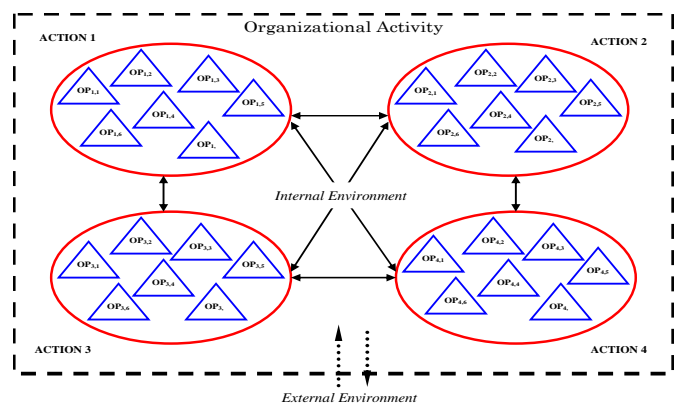 Organizational Activity
ACTION 1
ACTION 2
OP1,1
OP1,2
OP1,3
OP1,4
OP1,5
OP1,6
OP1,
OP2,1
OP2,2
OP2,3
OP2,4
OP2,5
OP2,6
OP2,
Internal Environment
OP3,1
OP3,2
OP3,3
OP3,4
OP3,5
OP3,6
OP3,
OP4,1
OP4,2
OP4,3
OP4,4
OP4,5
OP4,6
OP4,
ACTION 3
ACTION 4
External Environment